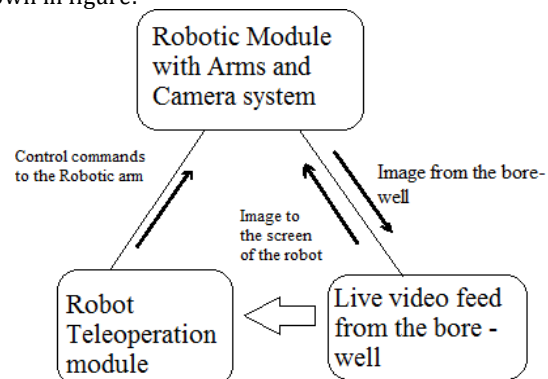 own in figure.
Robotic Module
with Arms and
Camera system
Control commands
to the Robotic arm
Image from the bore-
well
Image to
the screen
of the robot
Robot
Teleoperation
module
Live video feed
from the bore -
well